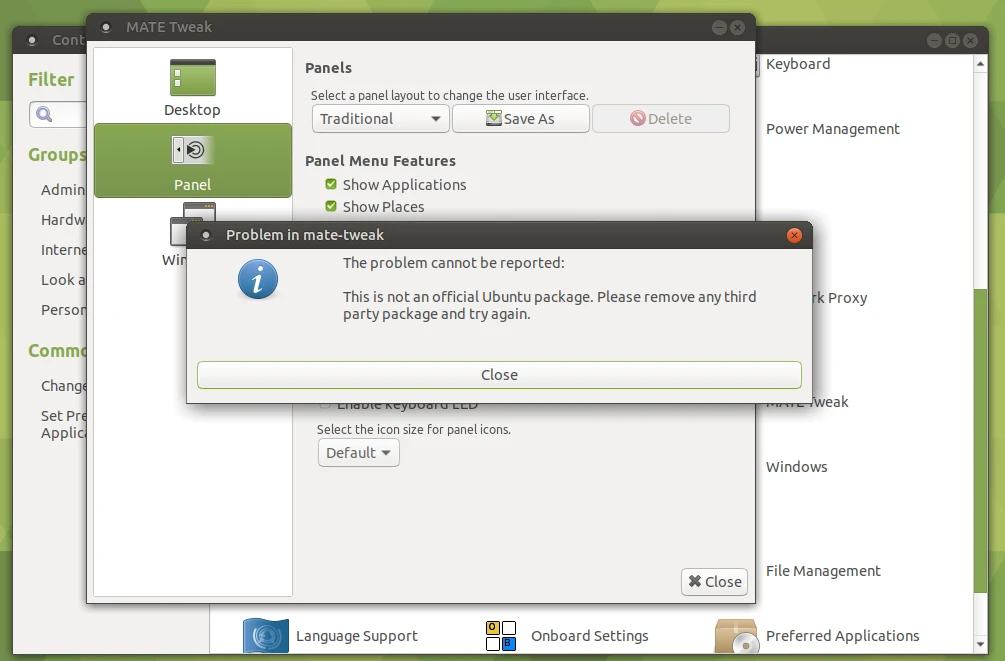 MATE Tweak
Cont
Filter
Groups
Admin
Hardw
Interne
Look a
Person
Commo
Change
Set Pre
Applica
Desktop
Panel
Win
Panels
Select a panel layout to change the user interface.
Traditional
Save As
Delete
Panel Menu Features
Show Applications
Show Places
Problem in mate-tweak
The problem cannot be reported:
This is not an official Ubuntu package. Please remove any third
party package and try again.
Close
Enable keyboard LED
Select the icon size for panel icons.
Default
Close
Keyboard
Power Management
rk Proxy
MATE Tweak
Windows
File Management
Language Support
O
B
Onboard Settings
Preferred Applications